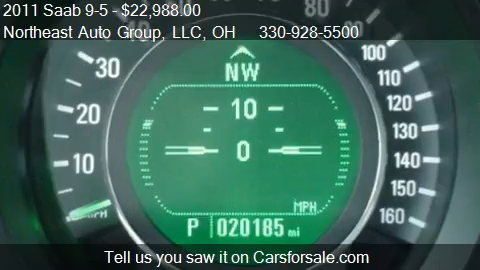 2011 Saab 9-5 - $22,988.00
Northeast Auto Group, LLC, OH 330-928-5500
NW
30
20
10
80
90
100
110
120
130
140
150
160
10
0
MPH
P 020185 mi
Tell us you saw it on Carsforsale.com